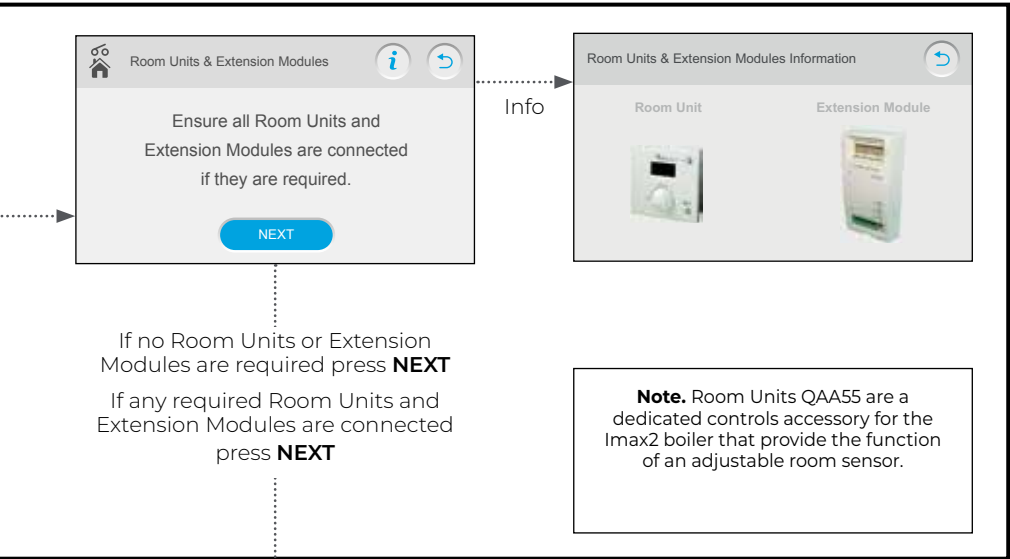 Room Units & Extension Modules
i
Ensure all Room Units and
Extension Modules are connected
if they are required.
NEXT
Info
Room Units & Extension Modules Information
Room Unit
Extension Module
If no Room Units or Extension
Modules are required press NEXT
If any required Room Units and
Extension Modules are connected
press NEXT
Note. Room Units QAA55 are a
dedicated controls accessory for the
Imax2 boiler that provide the function
of an adjustable room sensor.